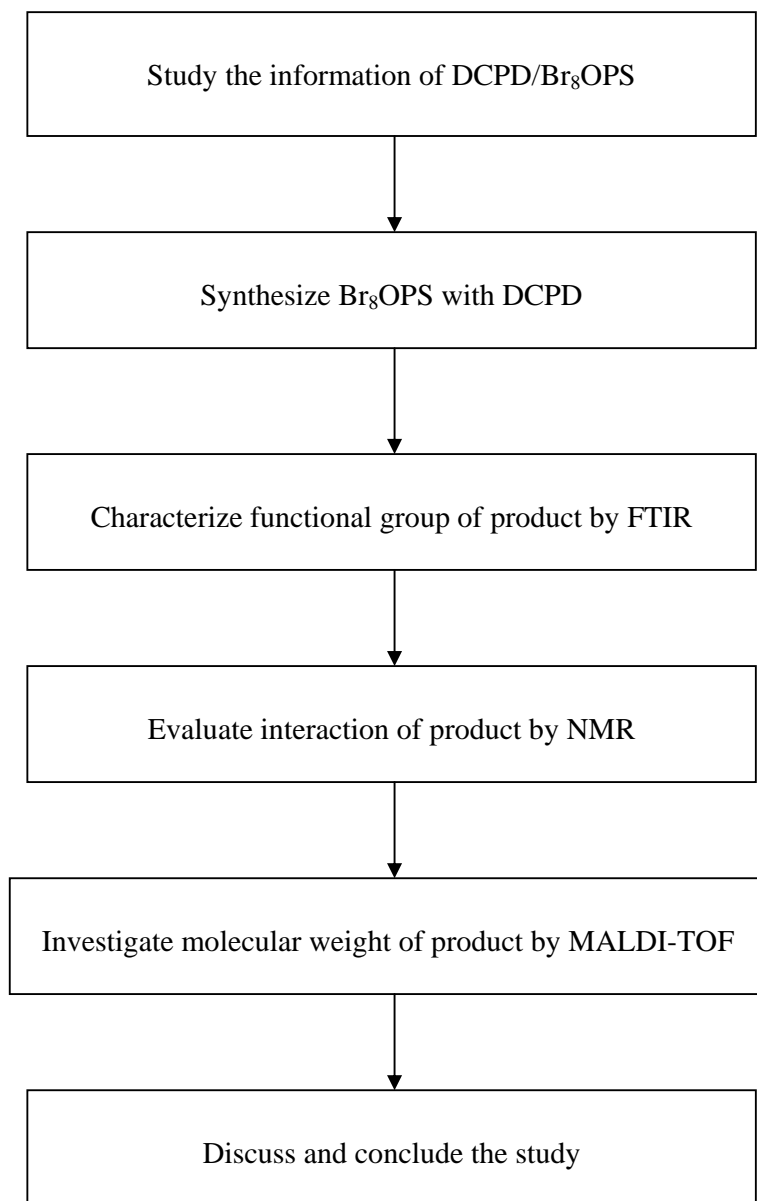 Study the information of DCPD/Br₈OPS
Synthesize Br₈OPS with DCPD
Characterize functional group of product by FTIR
Evaluate interaction of product by NMR
Investigate molecular weight of product by MALDI-TOF
Discuss and conclude the study